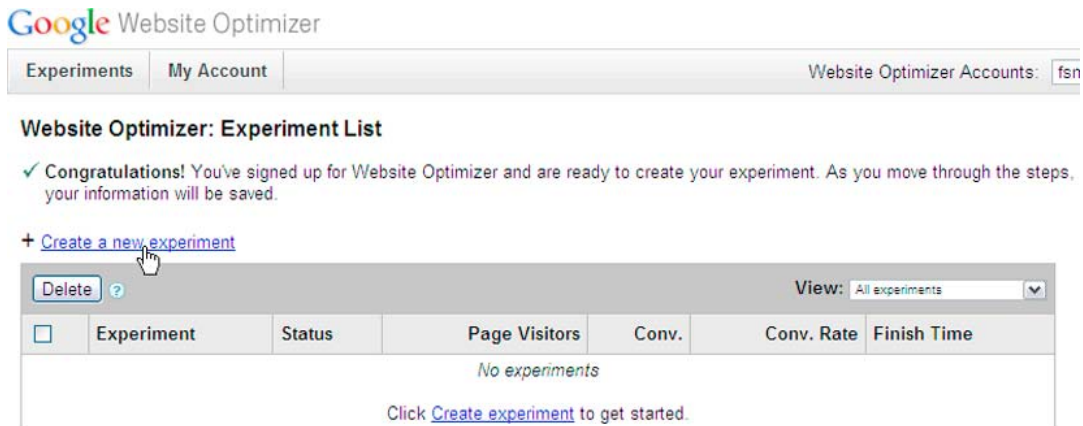 Google Website Optimizer
Experiments My Account Website Optimizer Accounts: fsm
Website Optimizer: Experiment List
✓ Congratulations! You've signed up for Website Optimizer and are ready to create your experiment. As you move through the steps,
your information will be saved.
+ Create a new experiment
Delete ? View: All experiments
Experiment Status Page Visitors Conv. Conv. Rate Finish Time
No experiments
Click Create experiment to get started.